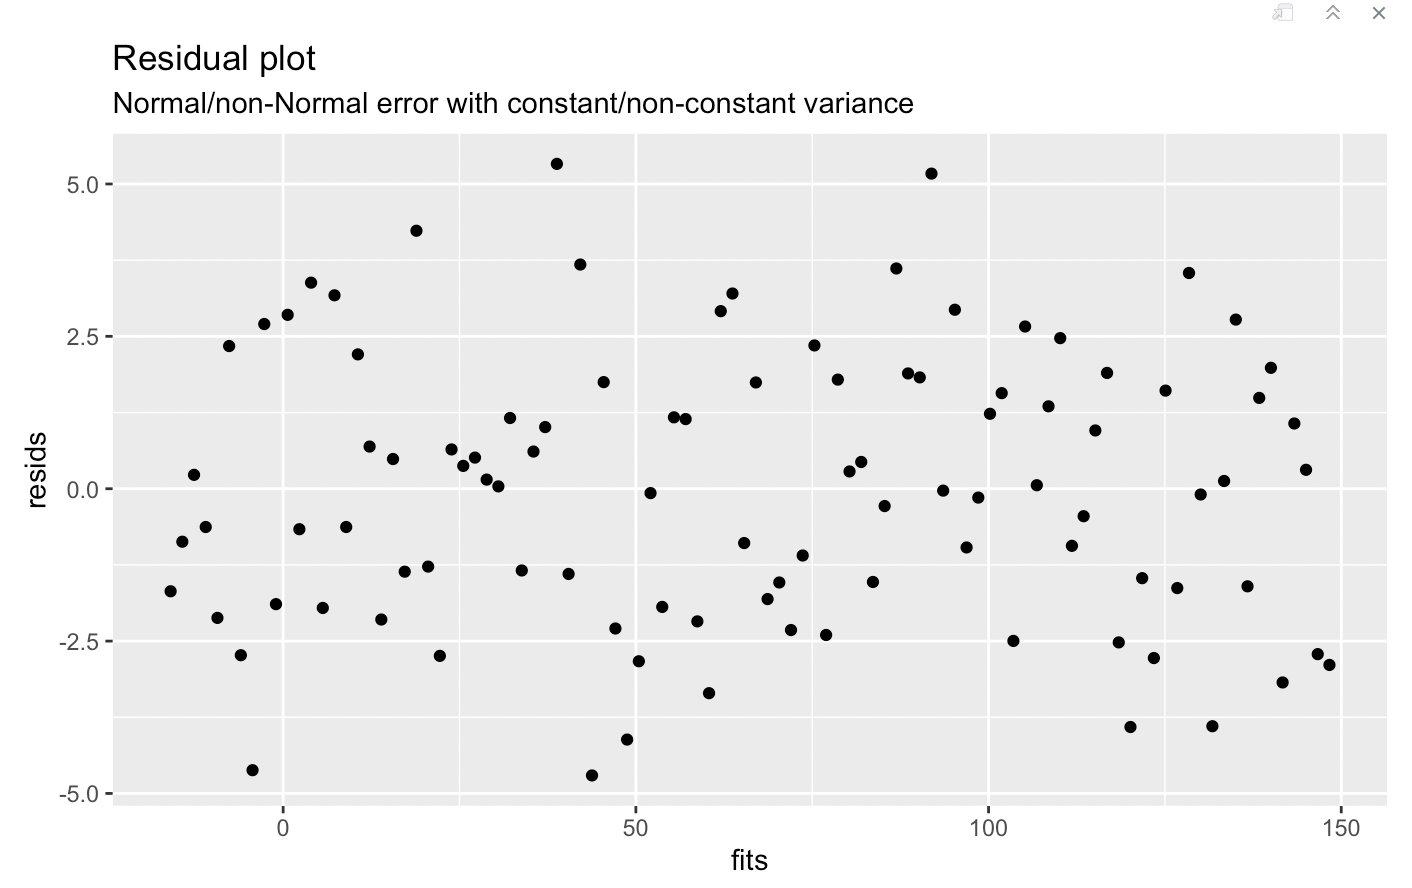 Residual plot
Normal/non-Normal error with constant/non-constant variance
5.0
2.5
0.0
-2.5
-5.0
resids
0 50 100 150
fits